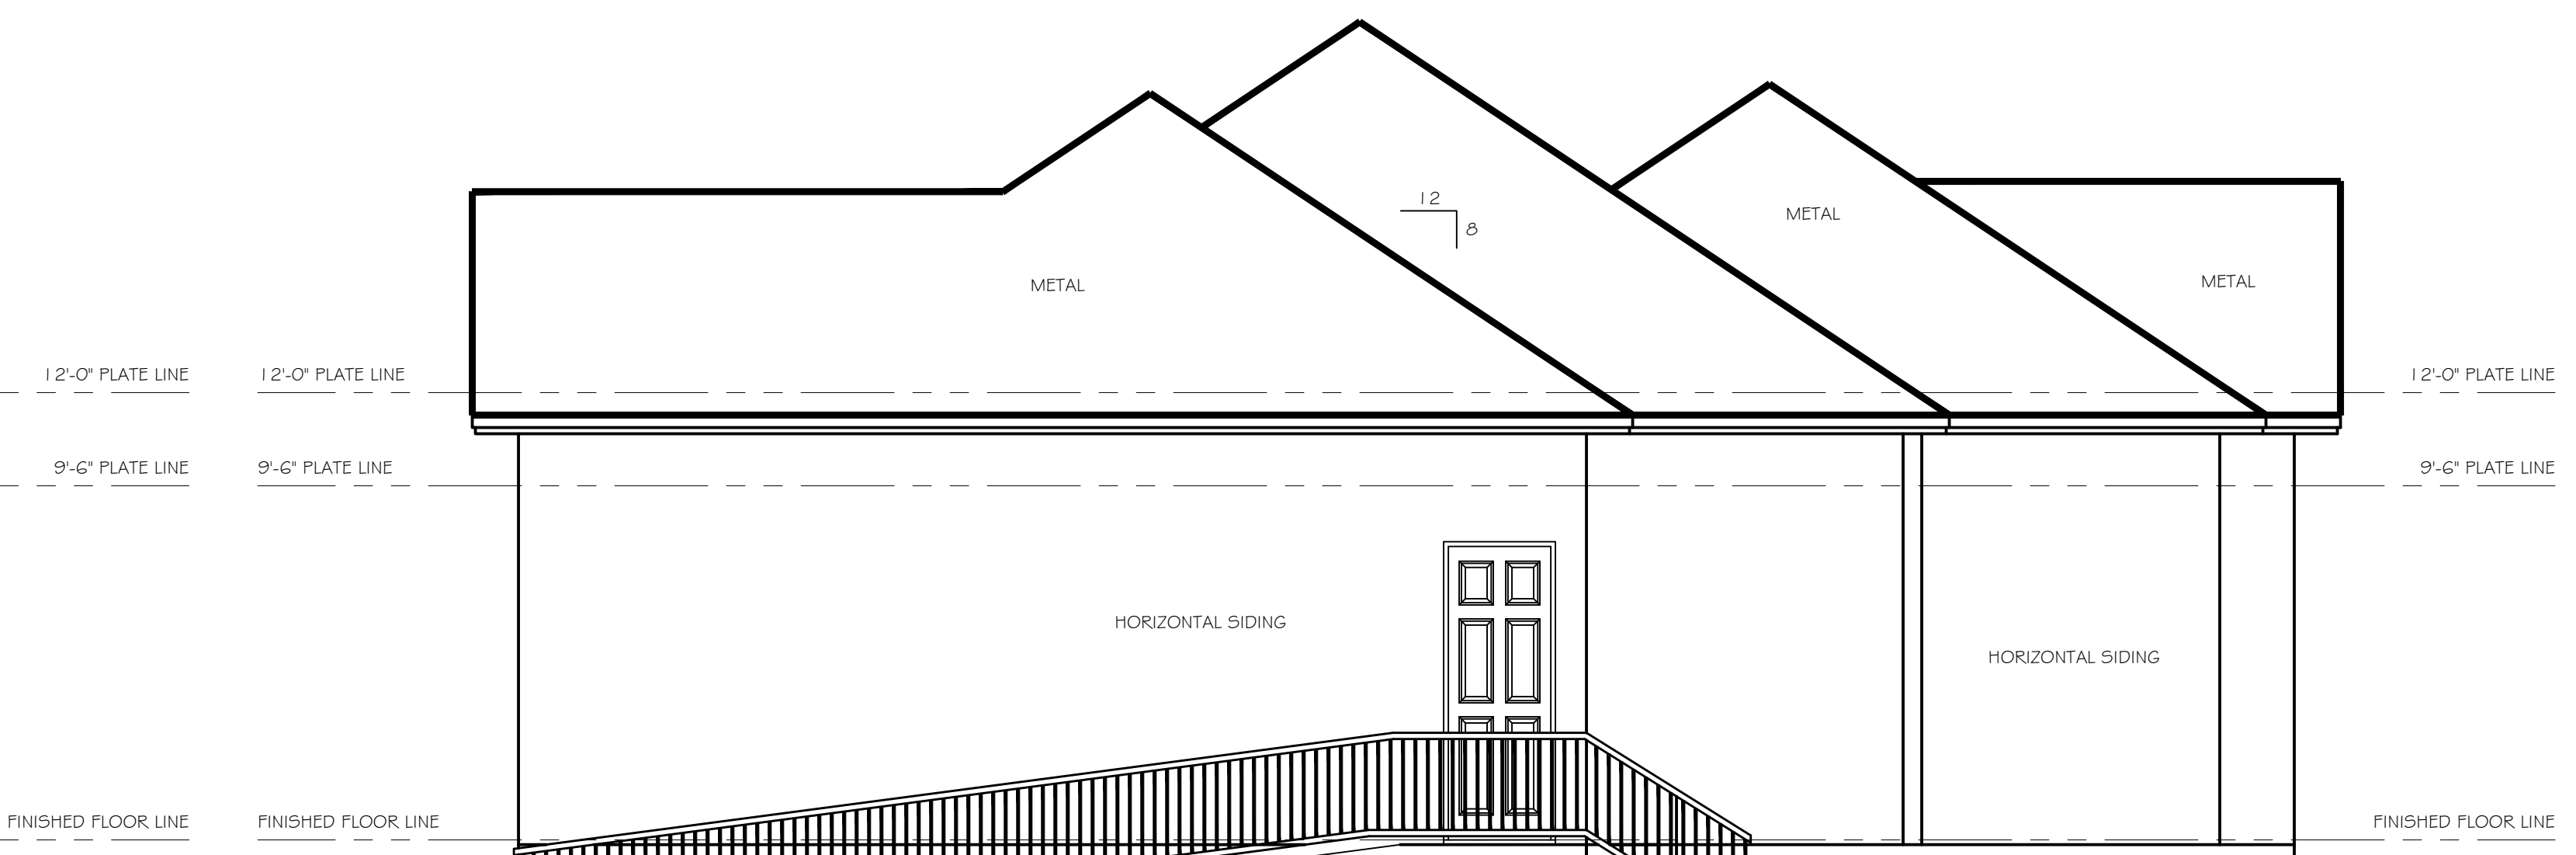 12
8
METAL
METAL
METAL
12'-0" PLATE LINE
12'-0" PLATE LINE
12'-0" PLATE LINE
9'-6" PLATE LINE
9'-6" PLATE LINE
9'-6" PLATE LINE
HORIZONTAL SIDING
HORIZONTAL SIDING
FINISHED FLOOR LINE
FINISHED FLOOR LINE
FINISHED FLOOR LINE